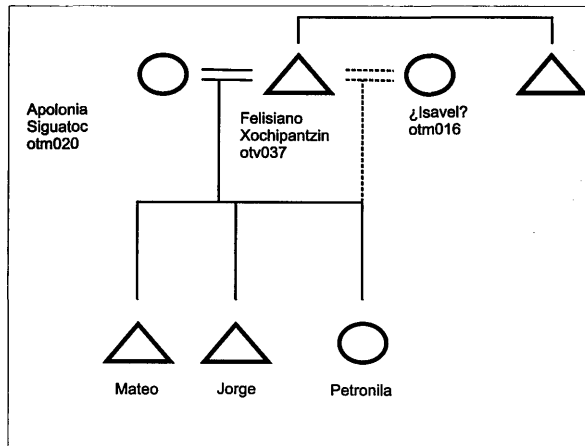 Apolonia
Siguatoc
otm020
Felisiano
Xochipantzin
otv037
¿Isavel?
otm016
Mateo
Jorge
Petronila